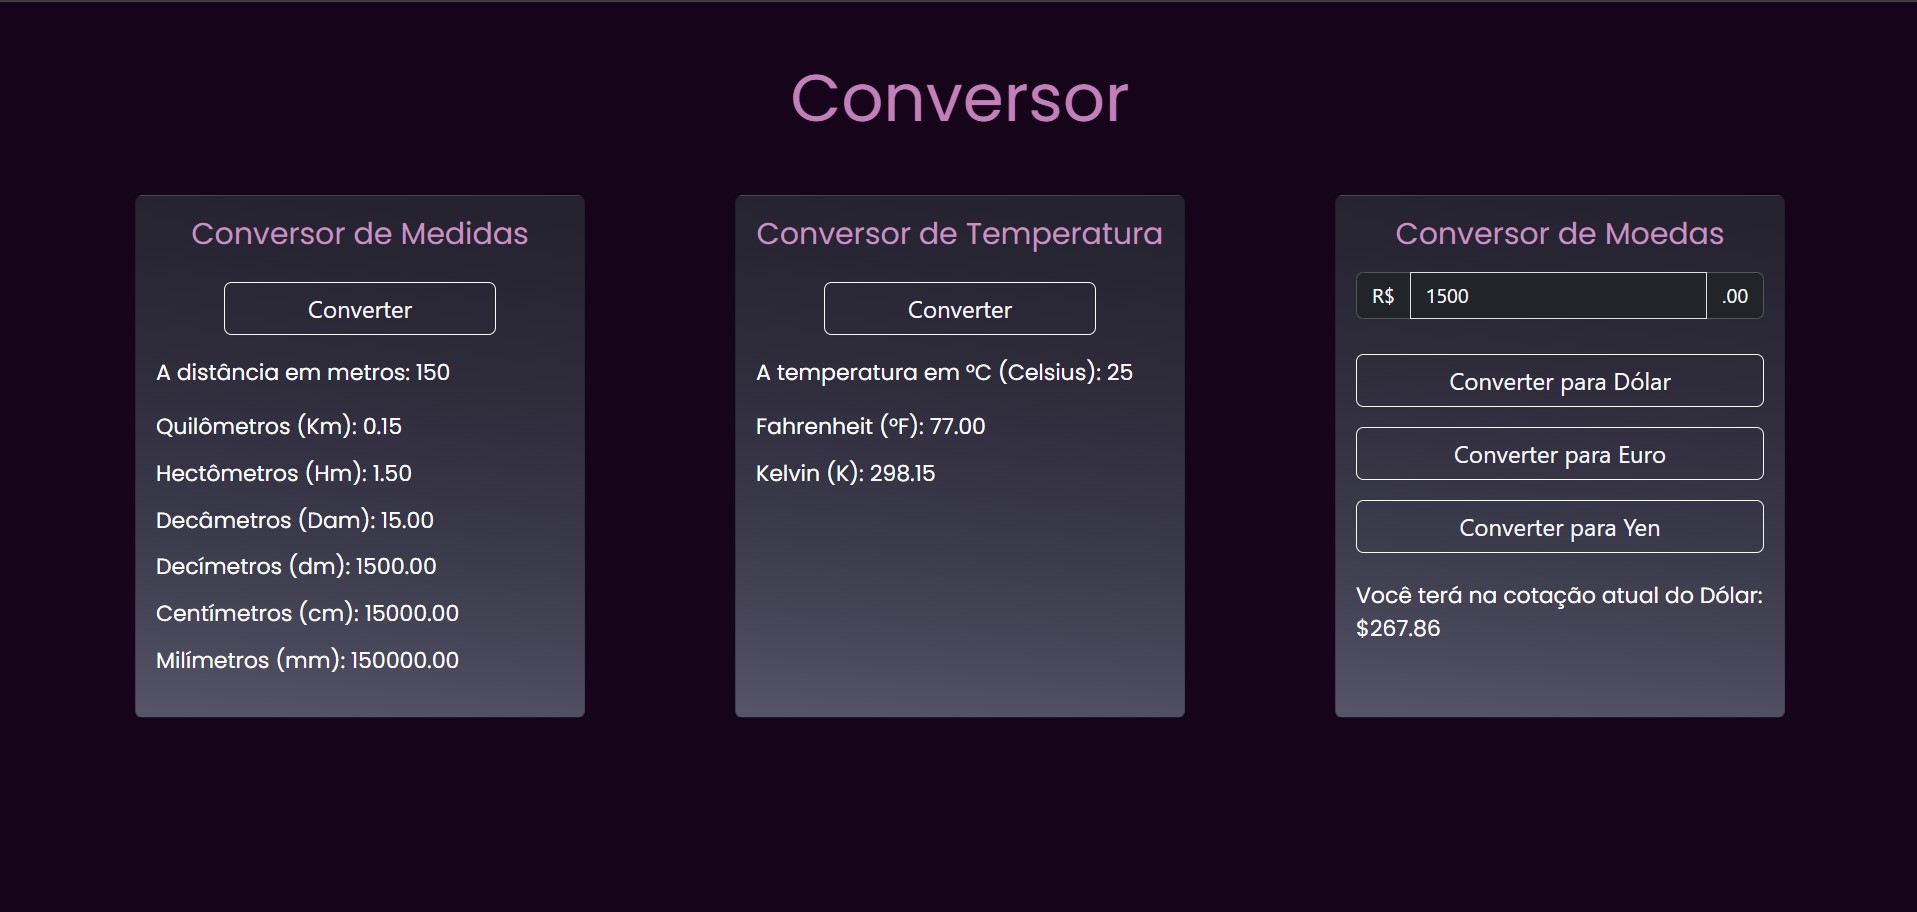 Conversor
Conversor de Medidas
Converter
A distância em metros: 150
Quilômetros (Km): 0.15
Hectômetros (Hm): 1.50
Decâmetros (Dam): 15.00
Decímetros (dm): 1500.00
Centímetros (cm): 15000.00
Milímetros (mm): 150000.00
Conversor de Temperatura
Converter
A temperatura em ºC (Celsius): 25
Fahrenheit (ºF): 77.00
Kelvin (K): 298.15
Conversor de Moedas
R$ 1500 .00
Converter para Dólar
Converter para Euro
Converter para Yen
Você terá na cotação atual do Dólar:
$267.86